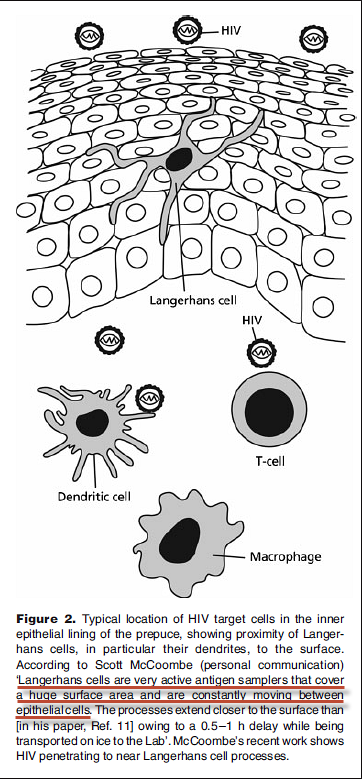 HIV
Langerhans cell
HIV
Dendritic cell
T-cell
Macrophage
Figure 2. Typical location of HIV target cells in the inner
epithelial lining of the prepuce, showing proximity of Langer-
hans cells, in particular their dendrites, to the surface.
According to Scott McCoombe (personal communication)
‘Langerhans cells are very active antigen samplers that cover
a huge surface area and are constantly moving between
epithelial cells. The processes extend closer to the surface than
[in his paper, Ref. 11] owing to a 0.5–1 h delay while being
transported on ice to the Lab’. McCoombe’s recent work shows
HIV penetrating to near Langerhans cell processes.